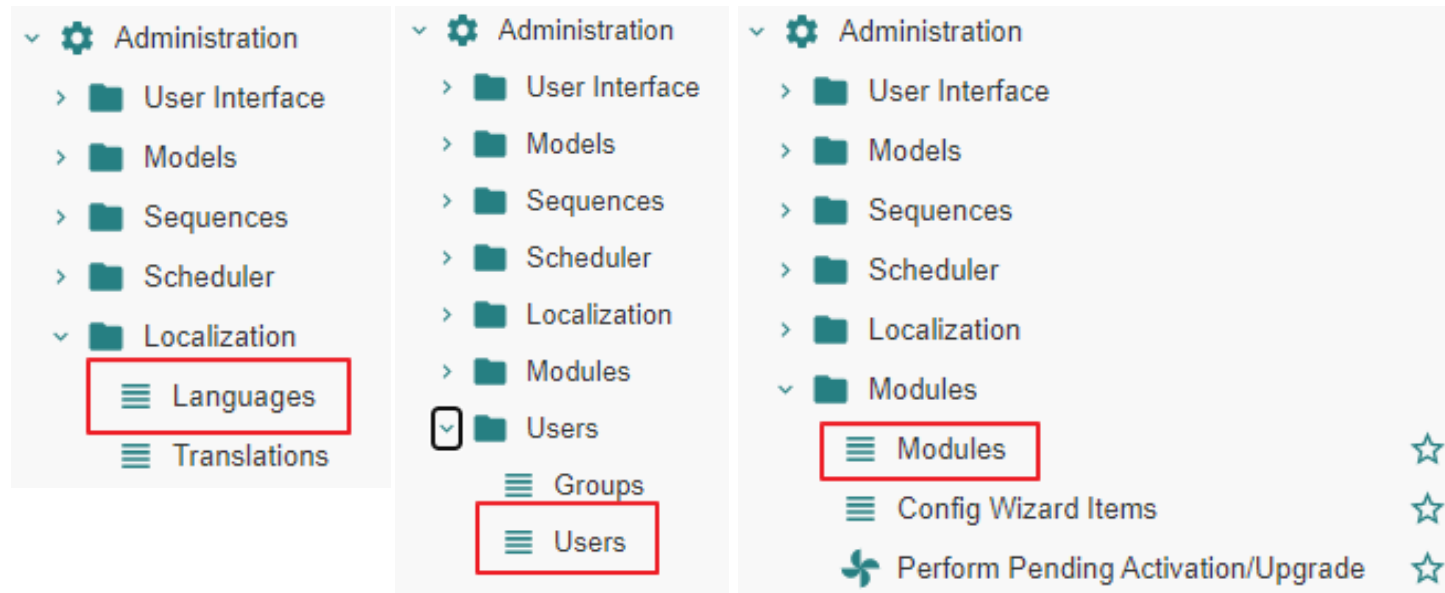 Administration
User Interface
Models
Sequences
Scheduler
Localization
Languages
Translations
Administration
User Interface
Models
Sequences
Scheduler
Localization
Modules
Users
Groups
Users
Administration
User Interface
Models
Sequences
Scheduler
Localization
Modules
Modules
Config Wizard Items
Perform Pending Activation/Upgrade